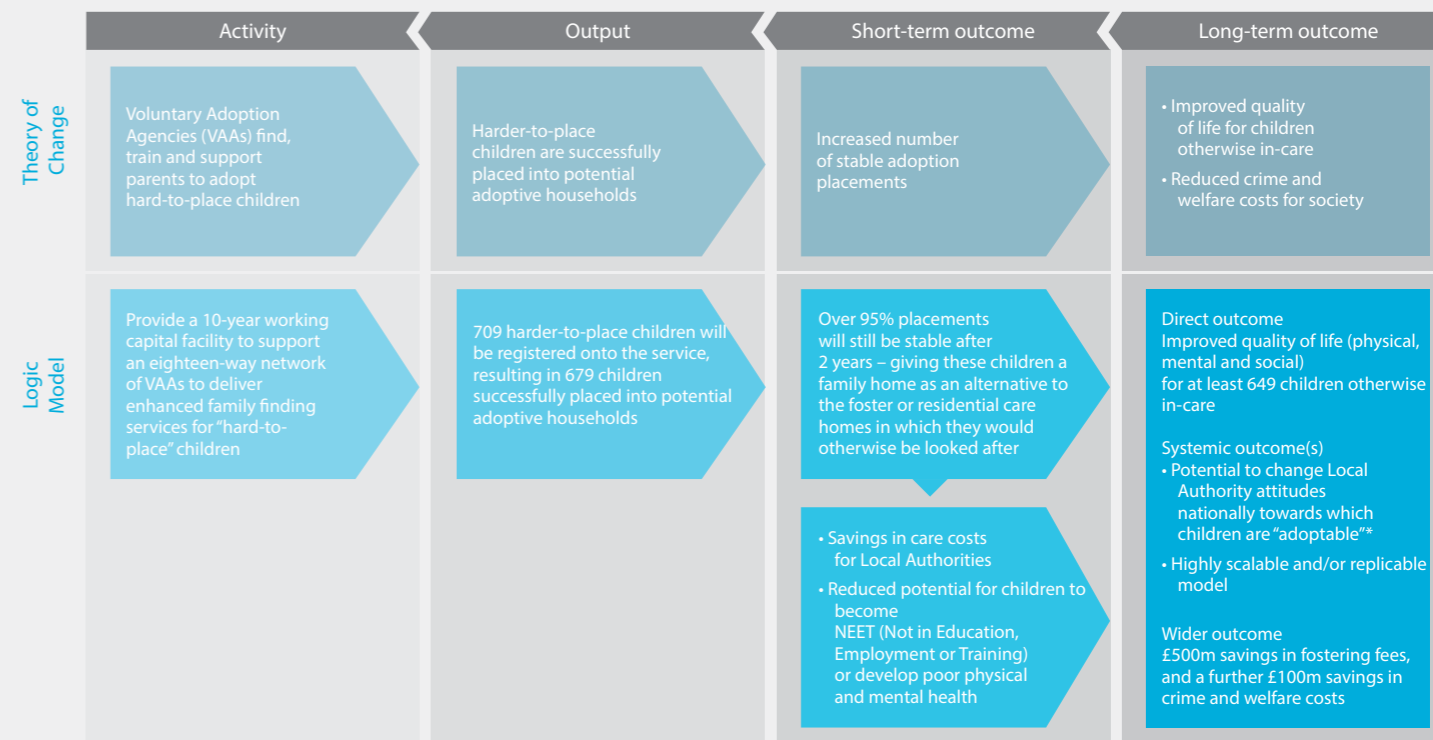 Activity
Output
Short-term outcome
Long-term outcome
Theory of
Change
Voluntary Adoption
Agencies (VAAs) find,
train and support
parents to adopt
hard-to-place children
Harder-to-place
children are successfully
placed into potential
adoptive households
Increased number
of stable adoption
placements
• Improved quality
of life for children
otherwise in-care
• Reduced crime and
welfare costs for society
Logic
Model
Provide a 10-year working
capital facility to support
an eighteen-way network
of VAAs to deliver
enhanced family finding
services for “hard-to-
place” children
709 harder-to-place children will
be registered onto the service,
resulting in 679 children
successfully placed into potential
adoptive households
Over 95% placements
will still be stable after
2 years – giving these children a
family home as an alternative to
the foster or residential care
homes in which they would
otherwise be looked after
• Savings in care costs
for Local Authorities
• Reduced potential for children to
become
NEET (Not in Education,
Employment or Training)
or develop poor physical
and mental health
Direct outcome
Improved quality of life (physical,
mental and social)
for at least 649 children otherwise
in-care
Systemic outcome(s)
• Potential to change Local
Authority attitudes
nationally towards which
children are “adoptable”*
• Highly scalable and/or replicable
model
Wider outcome
£500m savings in fostering fees,
and a further £100m savings in
crime and welfare costs